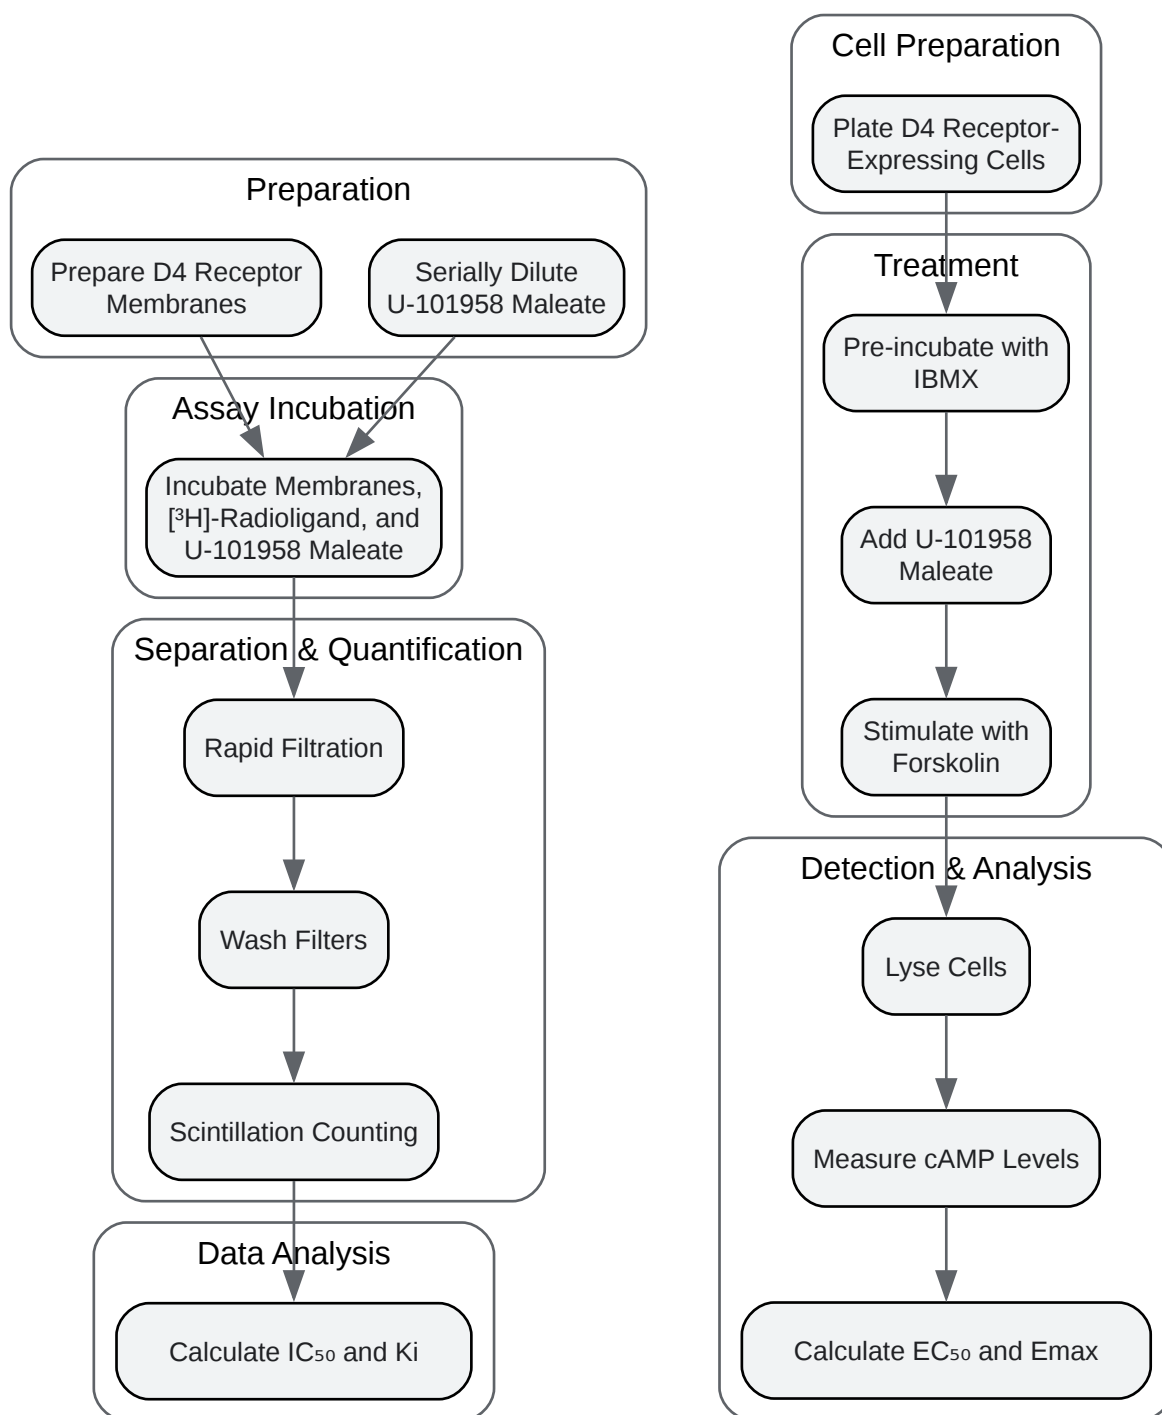 Preparation
Prepare D4 Receptor
Membranes
Serially Dilute
U-101958 Maleate
Assay Incubation
Incubate Membranes,
[³H]-Radioligand, and
U-101958 Maleate
Separation & Quantification
Rapid Filtration
Wash Filters
Scintillation Counting
Data Analysis
Calculate IC₅₀ and Ki
Cell Preparation
Plate D4 Receptor-
Expressing Cells
Treatment
Pre-incubate with
IBMX
Add U-101958
Maleate
Stimulate with
Forskolin
Detection & Analysis
Lyse Cells
Measure cAMP Levels
Calculate EC₅₀ and Emax